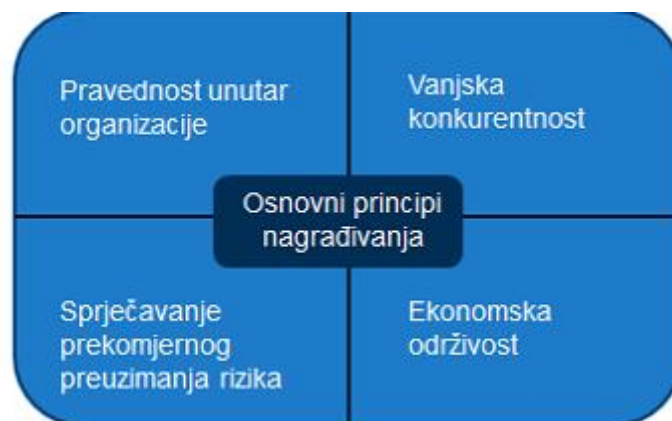 Pravednost unutar
organizacije
Vanjska
konkurentnost
Osnovni principi
nagrađivanja
Sprječavanje
prekomjernog
preuzimanja rizika
Ekonomska
održivost